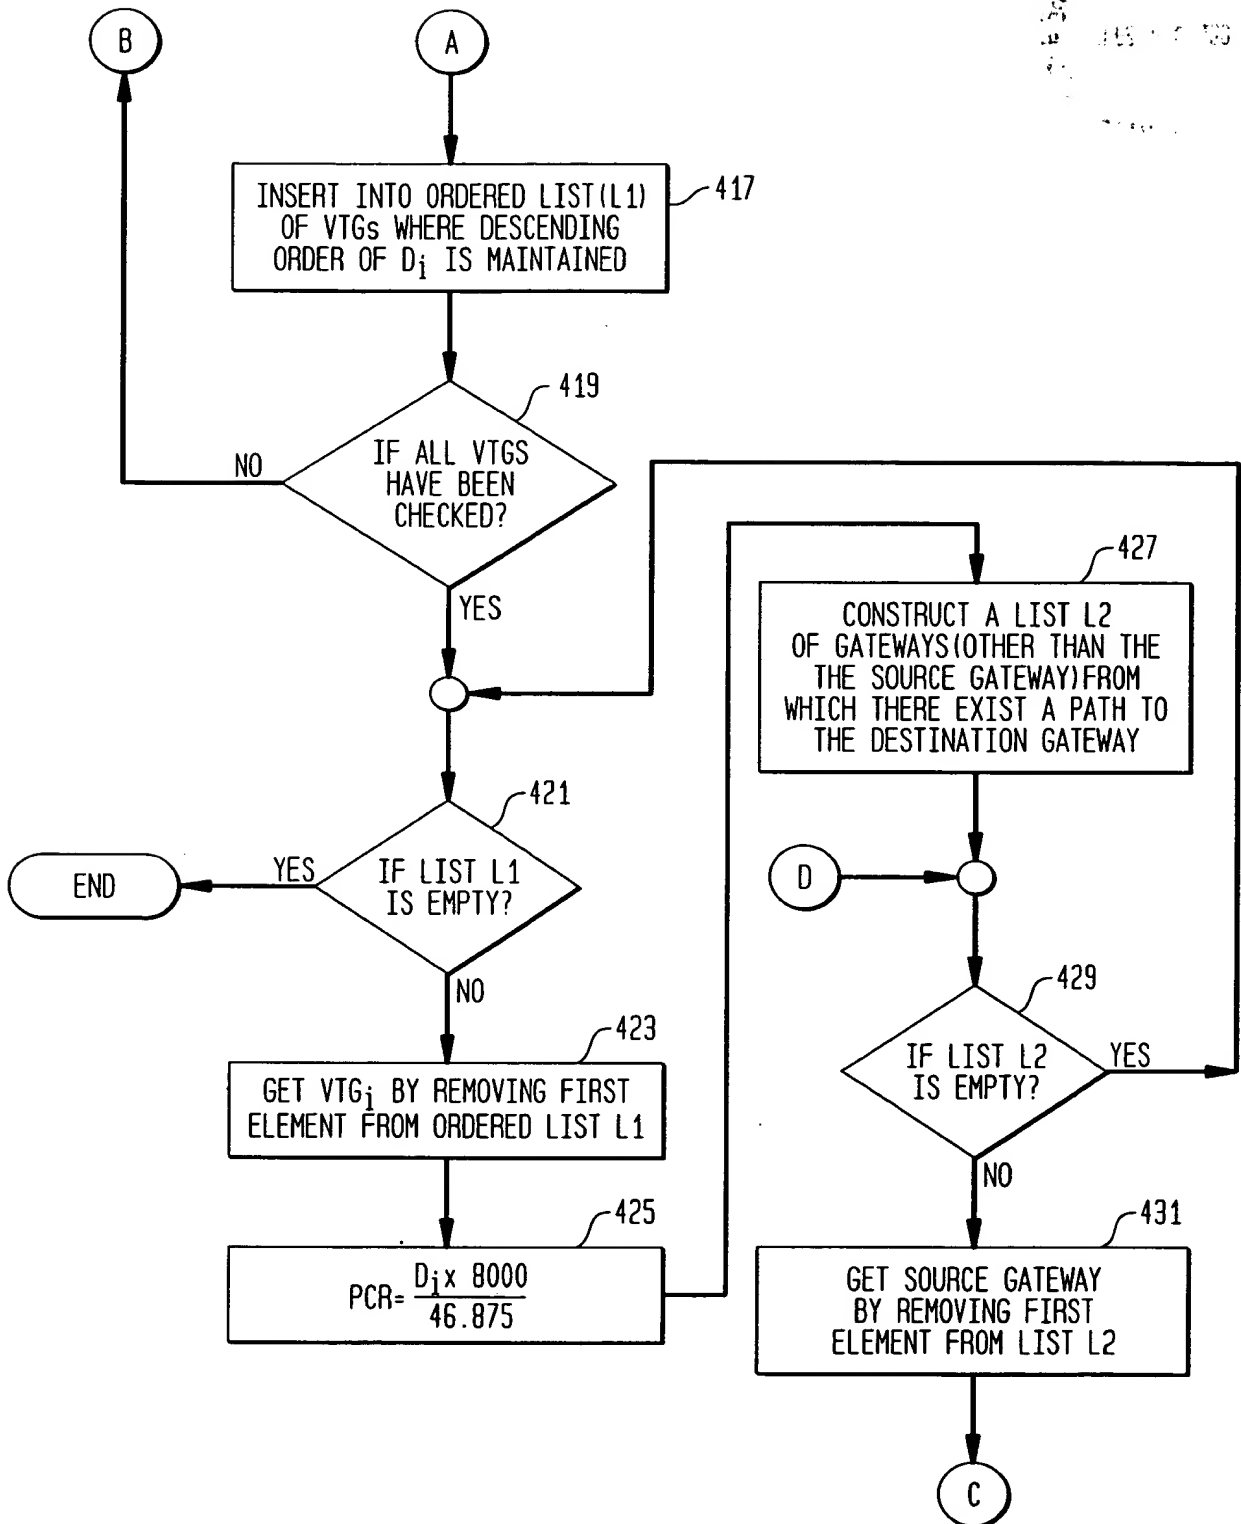 B
A
INSERT INTO ORDERED LIST(L1)
OF VTGs WHERE DESCENDING
ORDER OF Di IS MAINTAINED
417
419
IF ALL VTGS
HAVE BEEN
CHECKED?
NO
YES
421
IF LIST L1
IS EMPTY?
YES
END
NO
423
GET VTGi BY REMOVING FIRST
ELEMENT FROM ORDERED LIST L1
425
PCR= Di x 8000
46.875
427
CONSTRUCT A LIST L2
OF GATEWAYS(OTHER THAN THE
THE SOURCE GATEWAY)FROM
WHICH THERE EXIST A PATH TO
THE DESTINATION GATEWAY
D
429
IF LIST L2
IS EMPTY?
YES
NO
431
GET SOURCE GATEWAY
BY REMOVING FIRST
ELEMENT FROM LIST L2
C